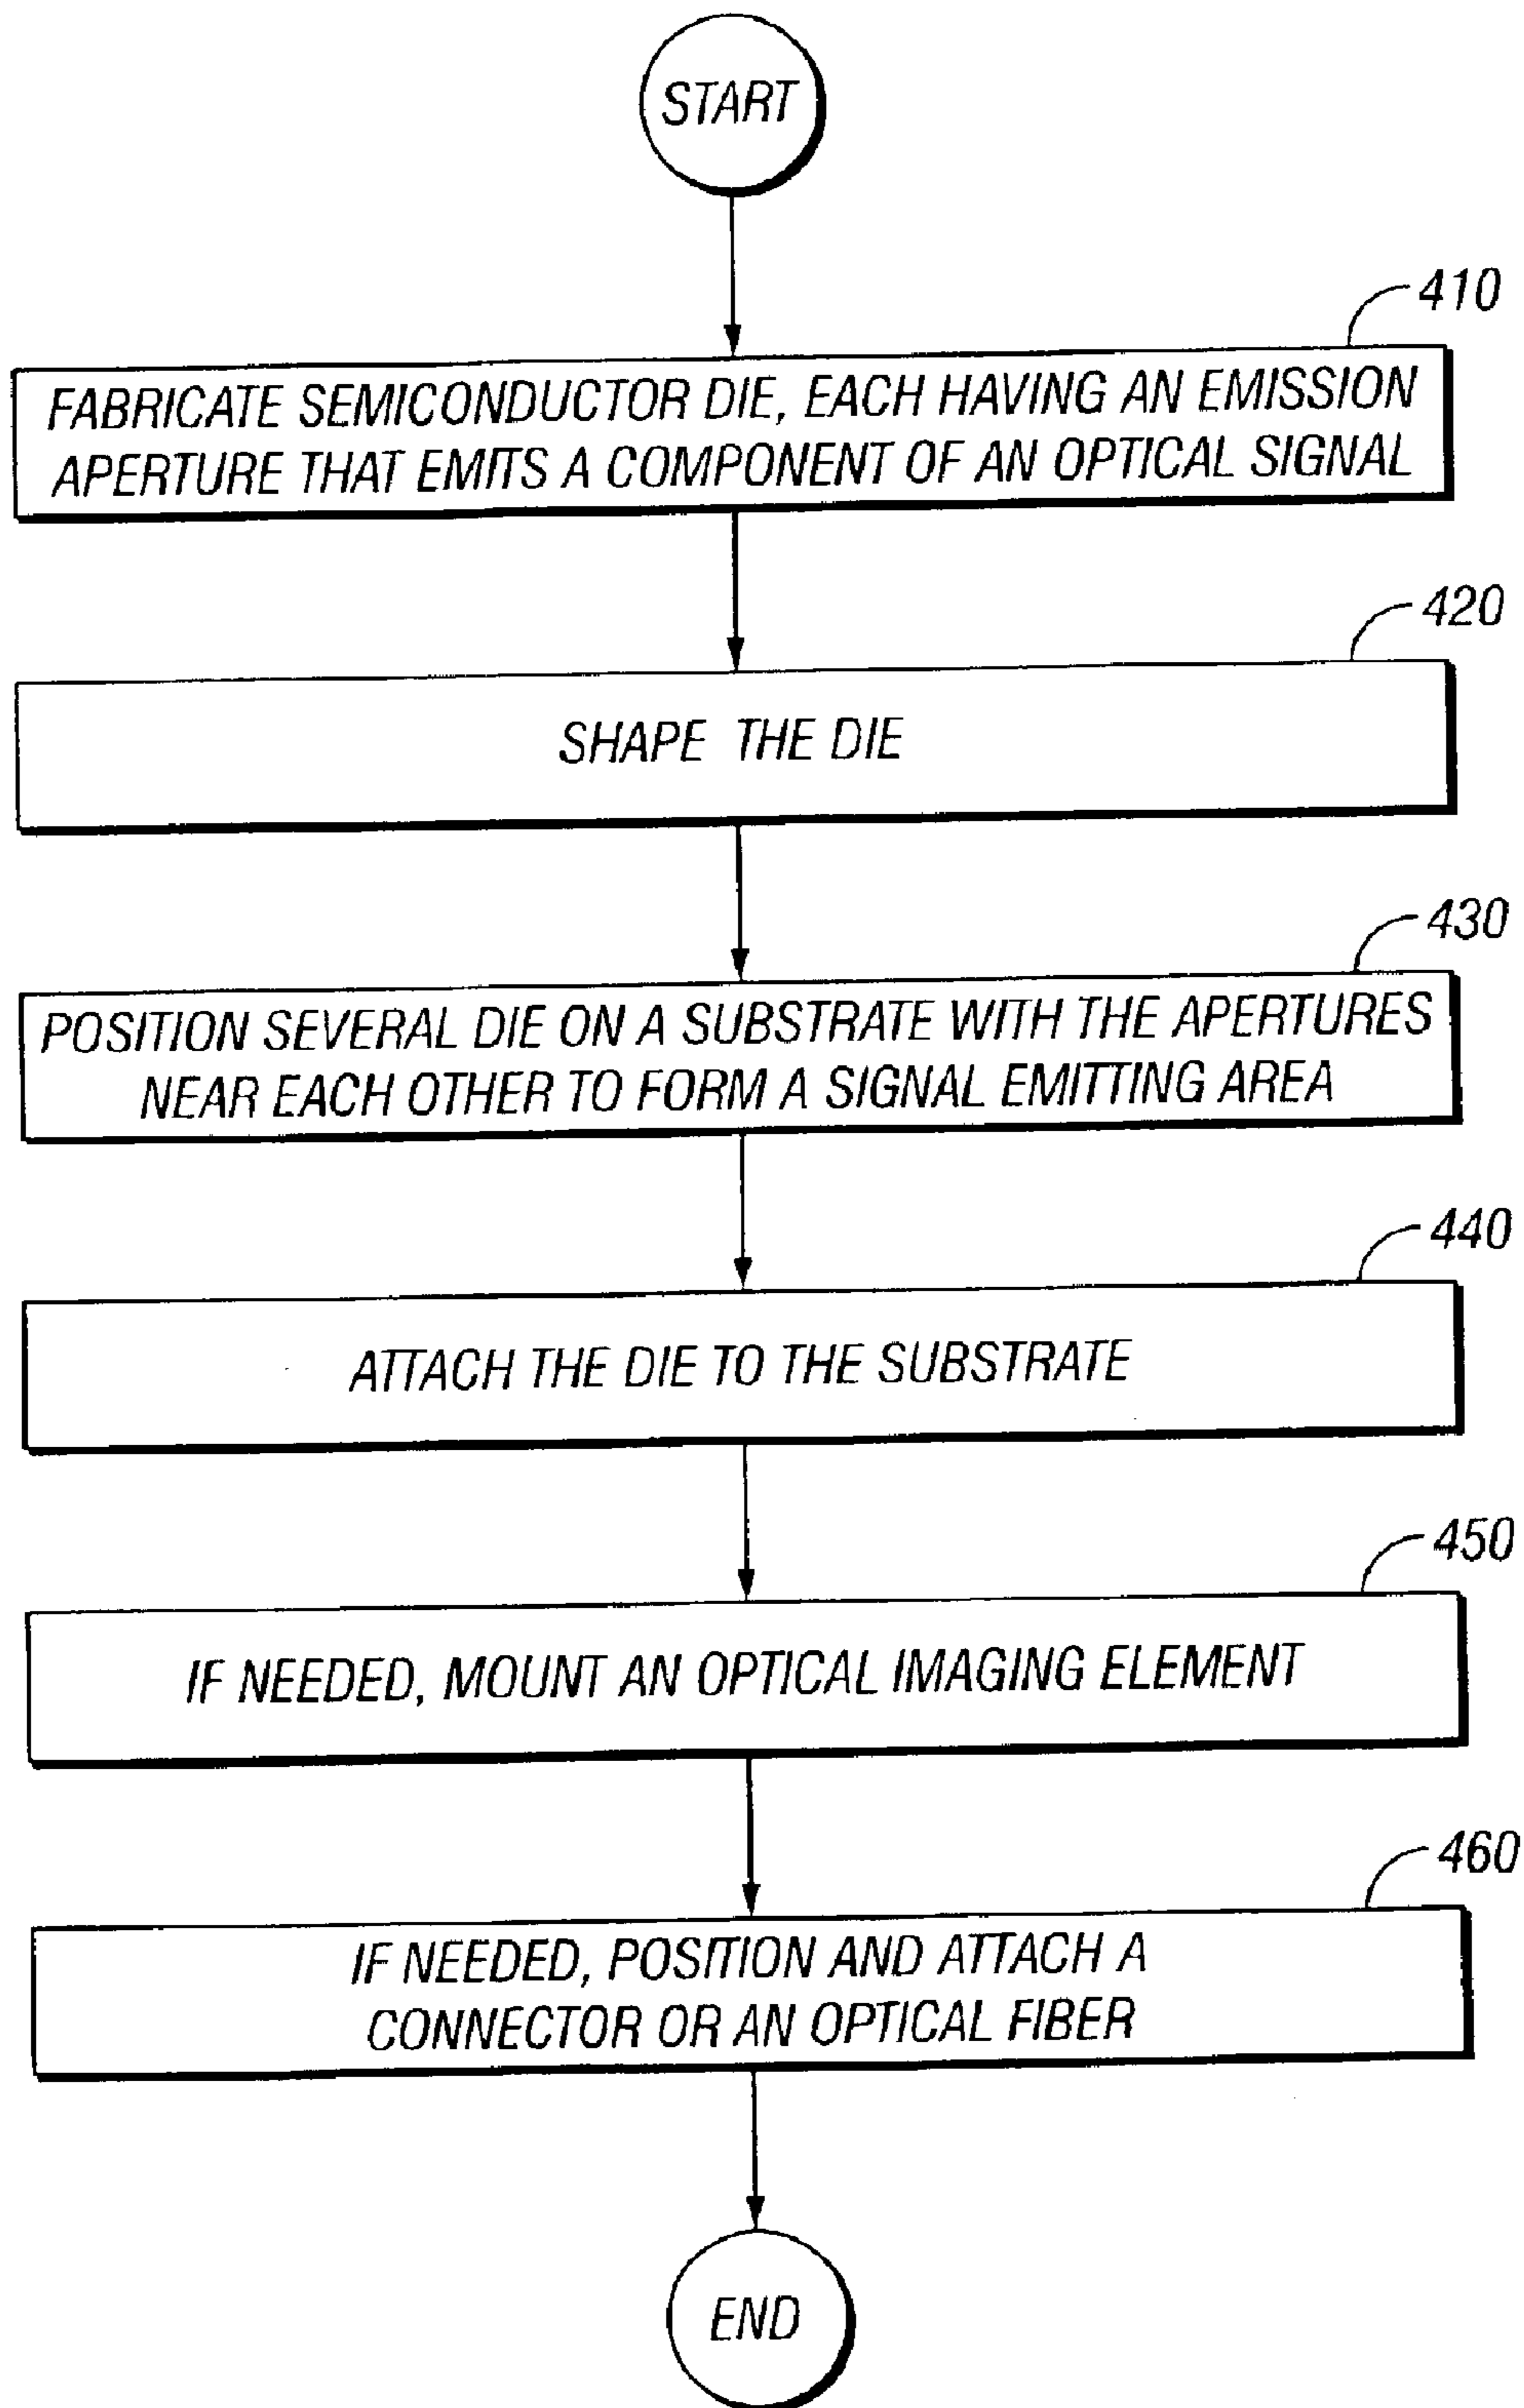 START
410
FABRICATE SEMICONDUCTOR DIE, EACH HAVING AN EMISSION
APERTURE THAT EMITS A COMPONENT OF AN OPTICAL SIGNAL
420
SHAPE THE DIE
430
POSITION SEVERAL DIE ON A SUBSTRATE WITH THE APERTURES
NEAR EACH OTHER TO FORM A SIGNAL EMITTING AREA
440
ATTACH THE DIE TO THE SUBSTRATE
450
IF NEEDED, MOUNT AN OPTICAL IMAGING ELEMENT
460
IF NEEDED, POSITION AND ATTACH A
CONNECTOR OR AN OPTICAL FIBER
END